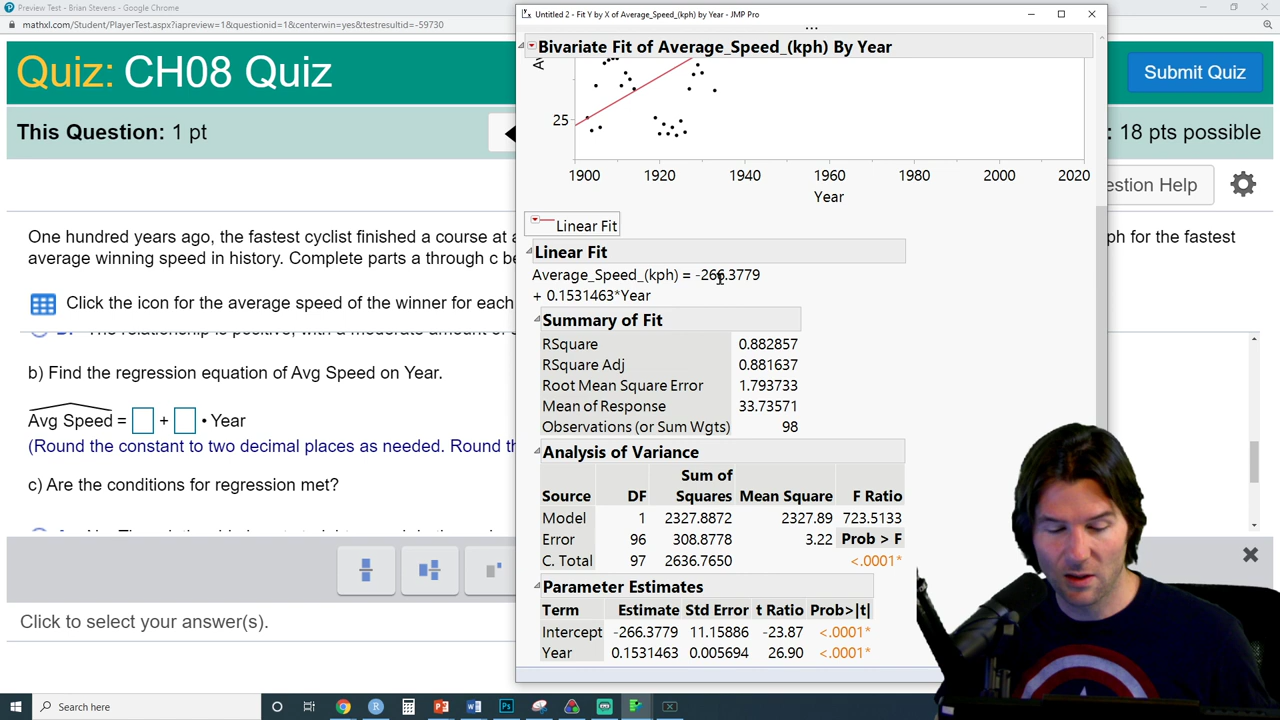 Preview Test - Brian Stevens - Google Chrome
mathxl.com/Student/PlayerTest.aspx?iapreview=1&questionid=1&centerwin=yes&testresultid=-59730
Quiz: CH08 Quiz
Submit Quiz
This Question: 1 pt
: 18 pts possible
estion Help
One hundred years ago, the fastest cyclist finished a course at a
ph for the fastest
average winning speed in history. Complete parts a through c be
Click the icon for the average speed of the winner for each
b) Find the regression equation of Avg Speed on Year.
Avg Speed = + • Year
(Round the constant to two decimal places as needed. Round th
c) Are the conditions for regression met?
Click to select your answer(s).
Untitled 2 - Fit Y by X of Average_Speed_(kph) by Year - JMP Pro
Bivariate Fit of Average_Speed_(kph) By Year
Av
25
1900 1920 1940 1960 1980 2000 2020
Year
Linear Fit
Linear Fit
Average_Speed_(kph) = -266.3779
+ 0.1531463*Year
Summary of Fit
RSquare 0.882857
RSquare Adj 0.881637
Root Mean Square Error 1.793733
Mean of Response 33.73571
Observations (or Sum Wgts) 98
Analysis of Variance
Sum of
Source DF Squares Mean Square F Ratio
Model 1 2327.8872 2327.89 723.5133
Error 96 308.8778 3.22 Prob > F
C. Total 97 2636.7650 <.0001*
Parameter Estimates
Term Estimate Std Error t Ratio Prob>|t|
Intercept -266.3779 11.15886 -23.87 <.0001*
Year 0.1531463 0.005694 26.90 <.0001*
Search here